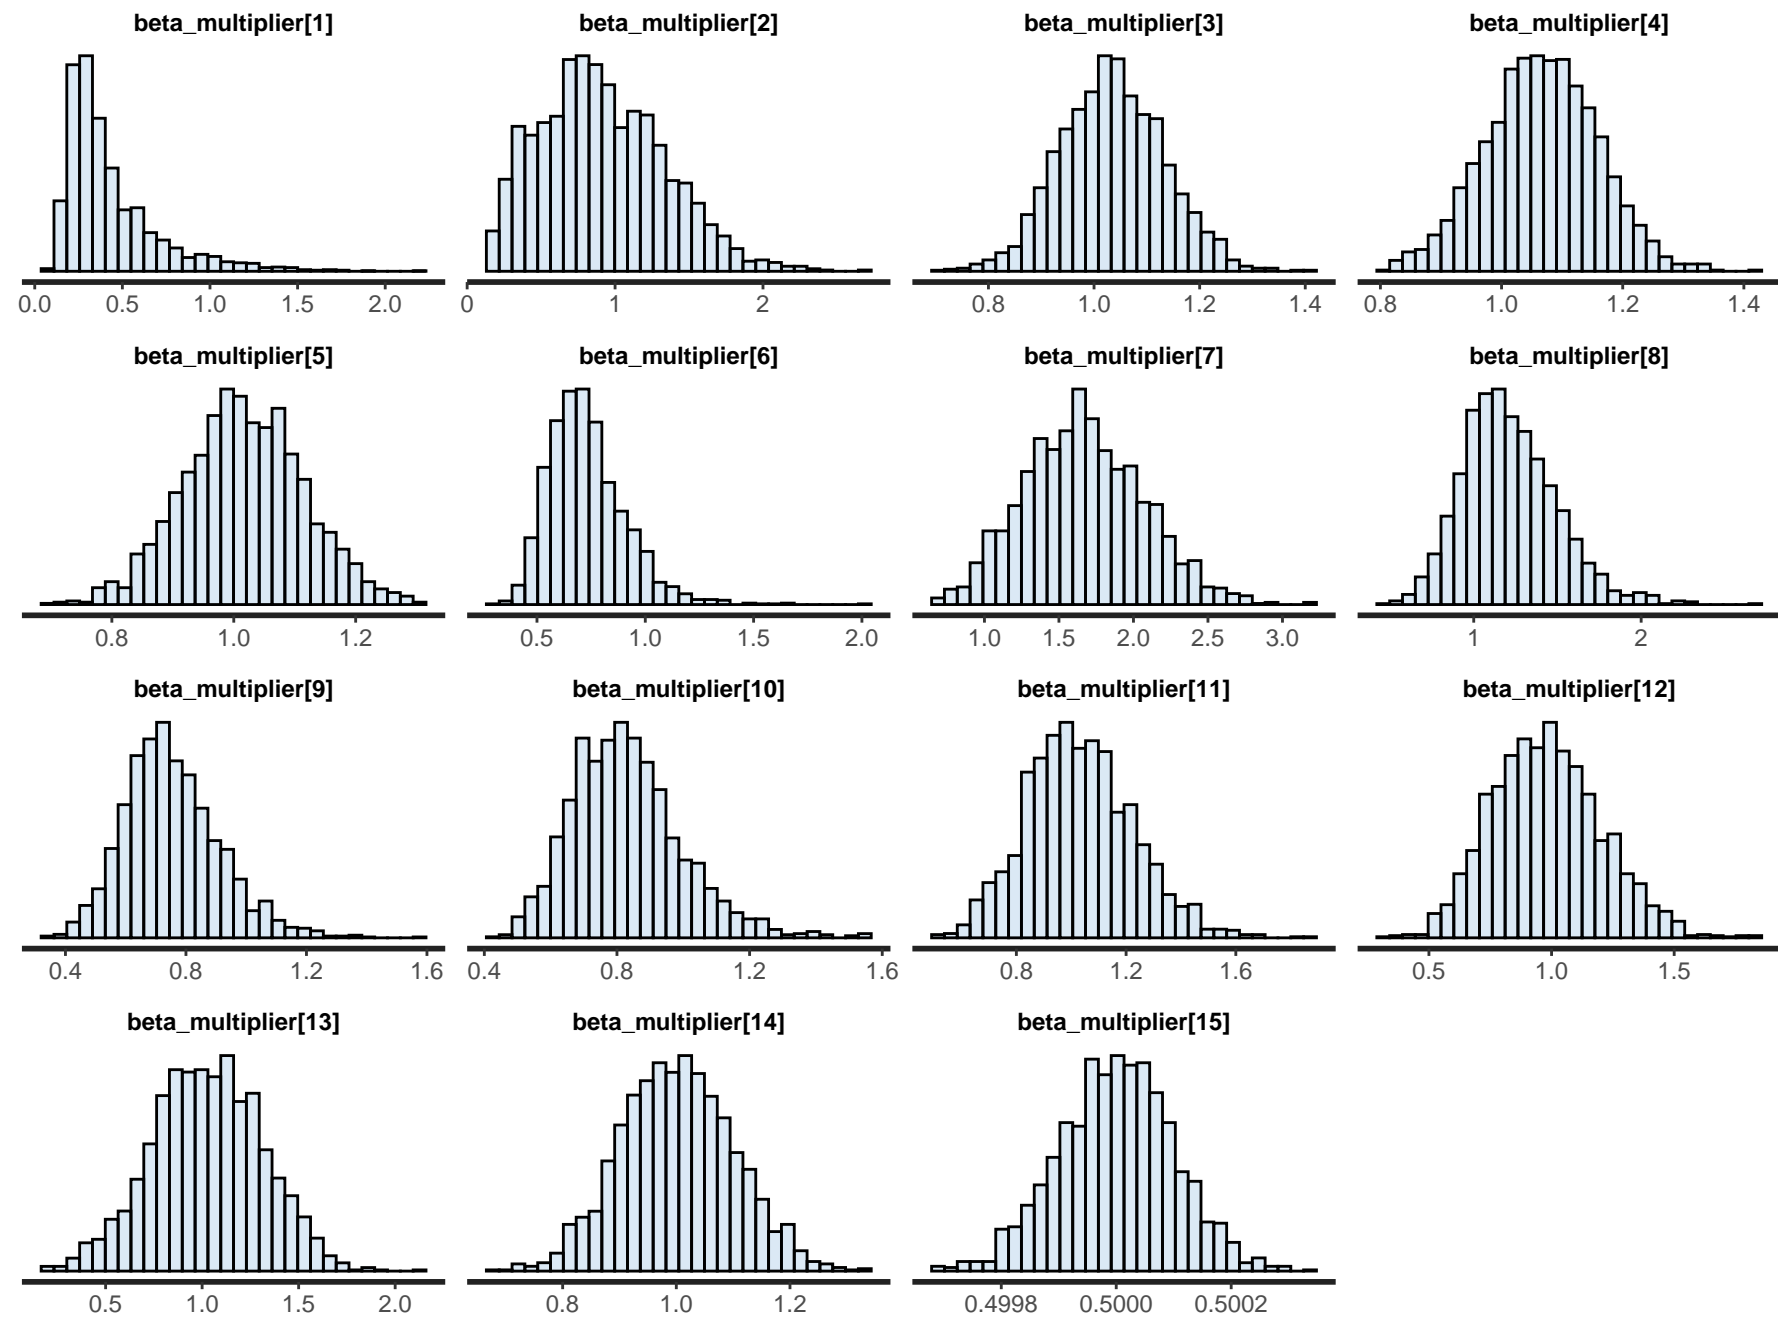 beta_multiplier[1] beta_multiplier[2] beta_multiplier[3] beta_multiplier[4]
0.0 0.5 1.0 1.5 2.0 0 1 2 0.8 1.0 1.2 1.4 0.8 1.0 1.2 1.4
beta_multiplier[5] beta_multiplier[6] beta_multiplier[7] beta_multiplier[8]
0.8 1.0 1.2 0.5 1.0 1.5 2.0 1.0 1.5 2.0 2.5 3.0 1 2
beta_multiplier[9] beta_multiplier[10] beta_multiplier[11] beta_multiplier[12]
0.4 0.8 1.2 1.6 0.4 0.8 1.2 1.6 0.8 1.2 1.6 0.5 1.0 1.5
beta_multiplier[13] beta_multiplier[14] beta_multiplier[15]
0.5 1.0 1.5 2.0 0.8 1.0 1.2 0.4998 0.5000 0.5002